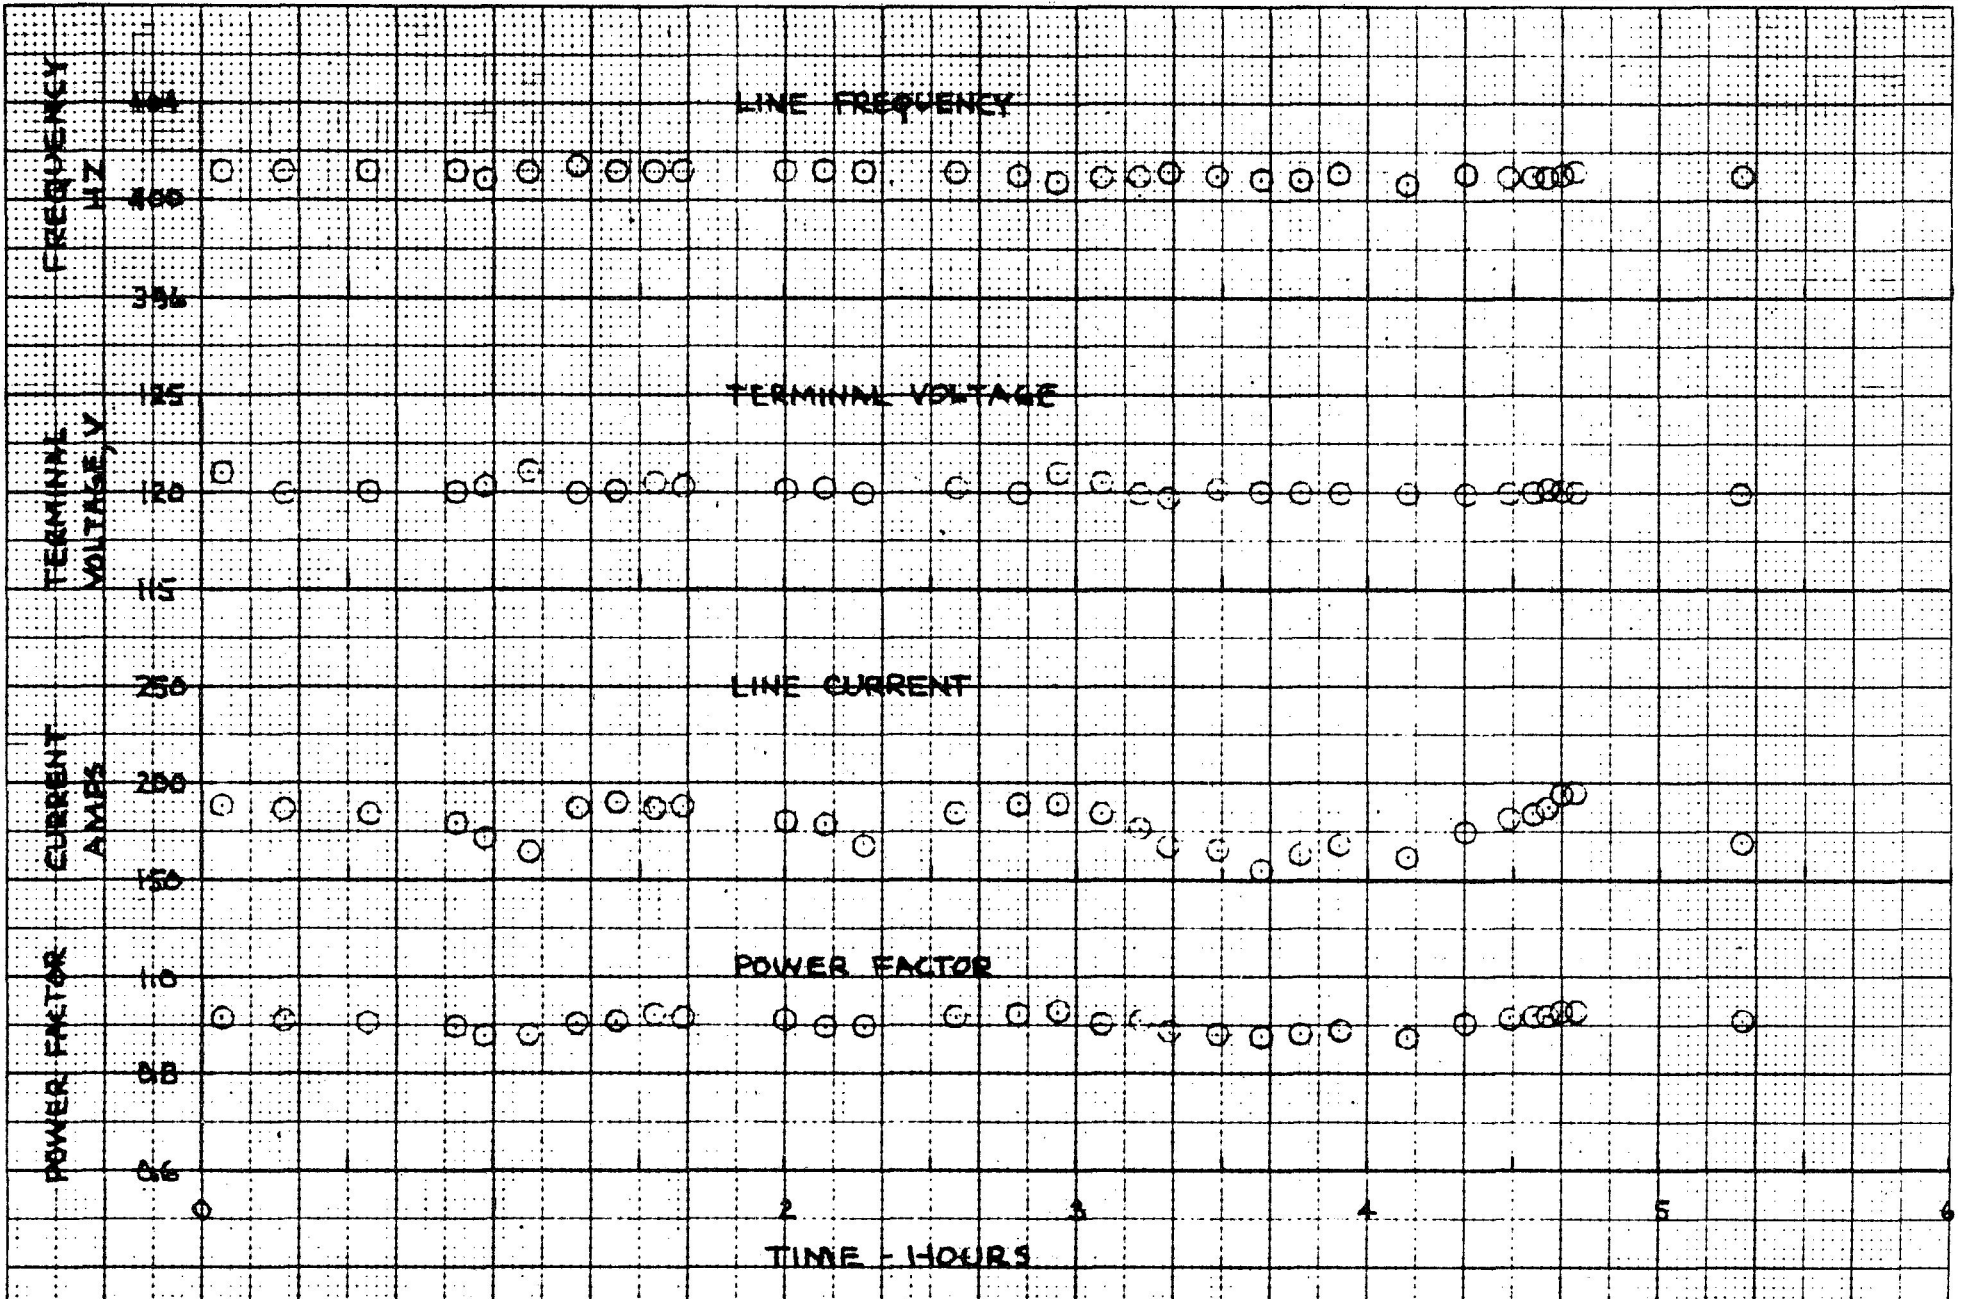 FREQUENCY
HZ
404
400
396
LINE FREQUENCY
TERMINAL
VOLTAGE, V
125
120
115
TERMINAL VOLTAGE
CURRENT
AMPS
250
200
150
LINE CURRENT
POWER FACTOR
1.0
0.8
0.6
POWER FACTOR
0 2 3 4 5 6
TIME - HOURS